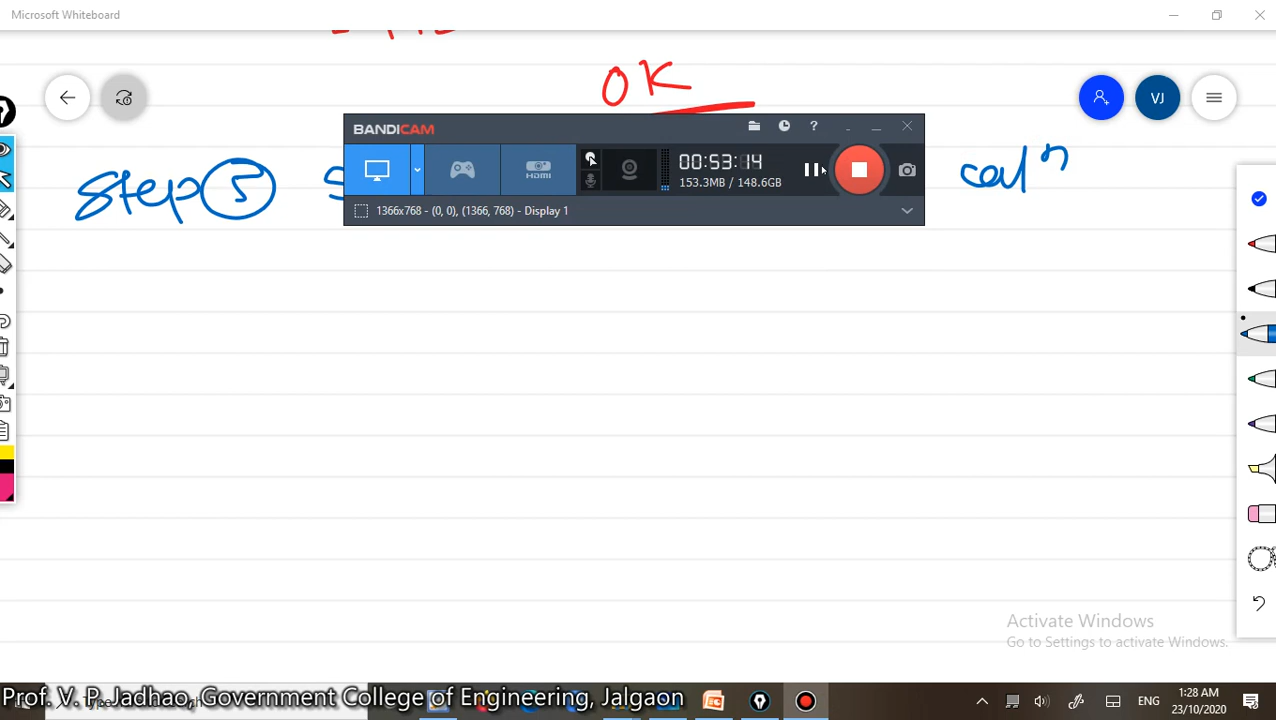 Microsoft Whiteboard
OK
BANDICAM
?
HDMI
00:53:14
153.3MB / 148.6GB
1366x768 - (0, 0), (1366, 768) - Display 1
VJ
step 5
calⁿ
Activate Windows
Go to Settings to activate Windows.
Prof. V. P. Jadhao, Government College of Engineering, Jalgaon
ENG
1:28 AM
23/10/2020